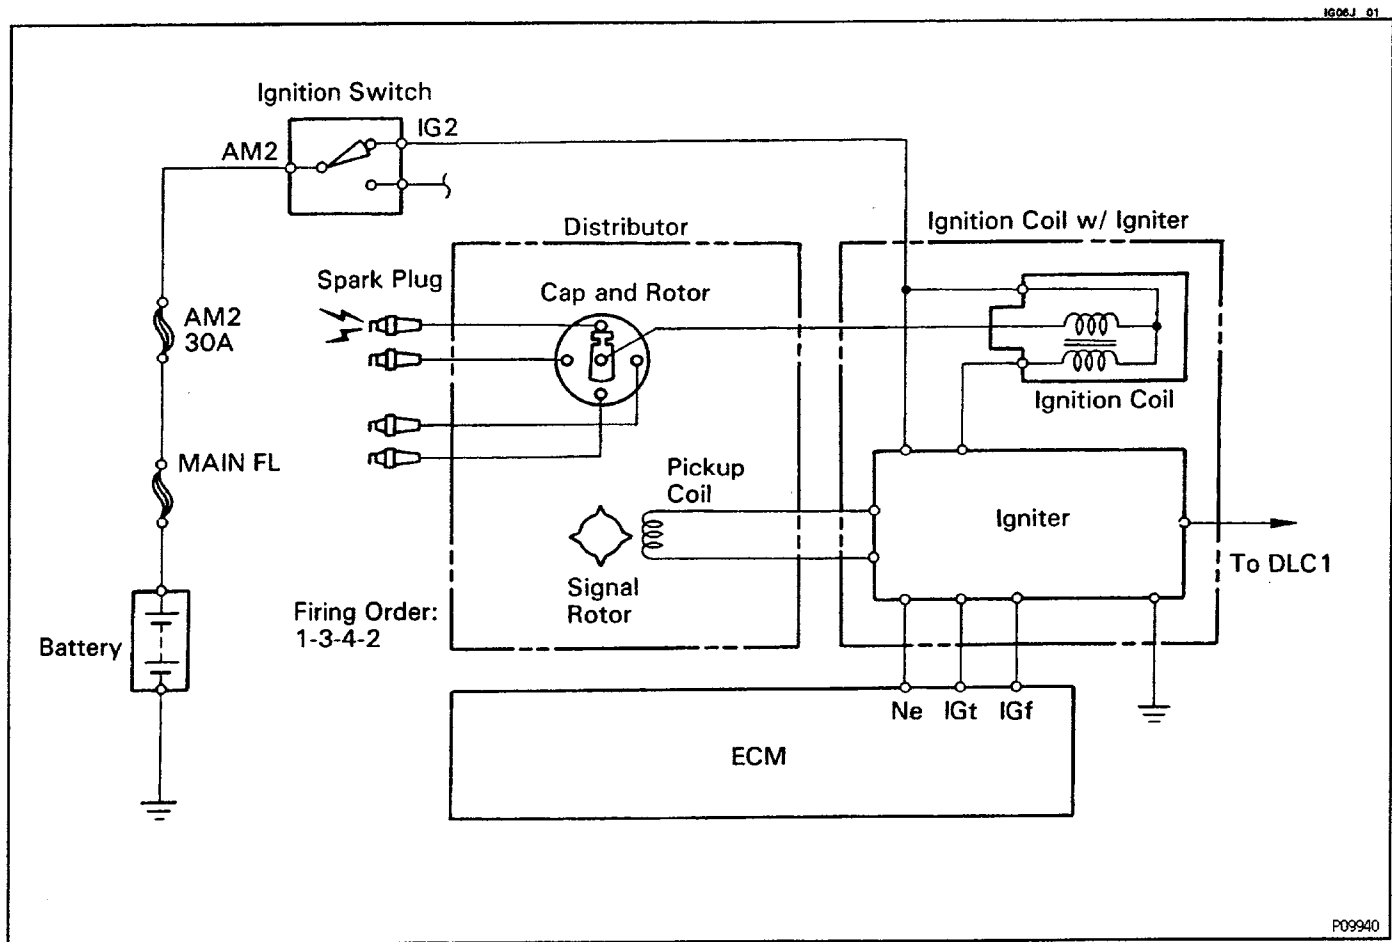 IG06J_01
Ignition Switch
IG2
AM2
Distributor
Ignition Coil w/ Igniter
Spark Plug
Cap and Rotor
AM2
30A
Ignition Coil
MAIN FL
Pickup
Coil
Igniter
To DLC1
Signal
Rotor
Firing Order:
1-3-4-2
Battery
Ne IGt IGf
ECM
P09940